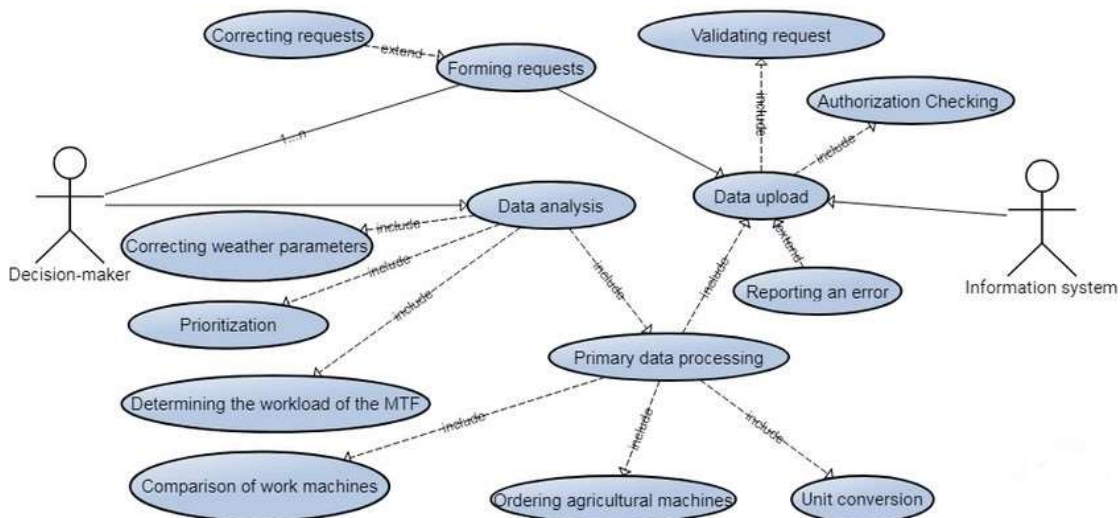 Correcting requests
Validating request
extend
Forming requests
Authorization Checking
include
include
1...n
Data analysis
Data upload
include
Correcting weather parameters
extend
Decision-maker
include
include
include
Reporting an error
Information system
include
Prioritization
Primary data processing
Determining the workload of the MTF
include
include
include
Comparison of work machines
Ordering agricultural machines
Unit conversion